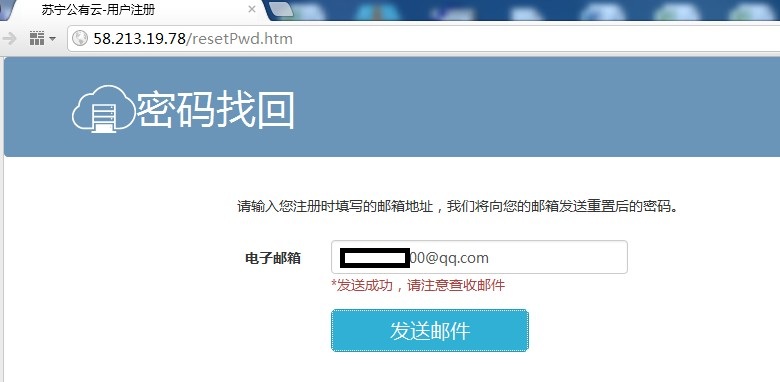 苏宁公有云-用户注册
58.213.19.78/resetPwd.htm
密码找回
请输入您注册时填写的邮箱地址，我们将向您的邮箱发送重置后的密码。
电子邮箱 00@qq.com
*发送成功，请注意查收邮件
发送邮件